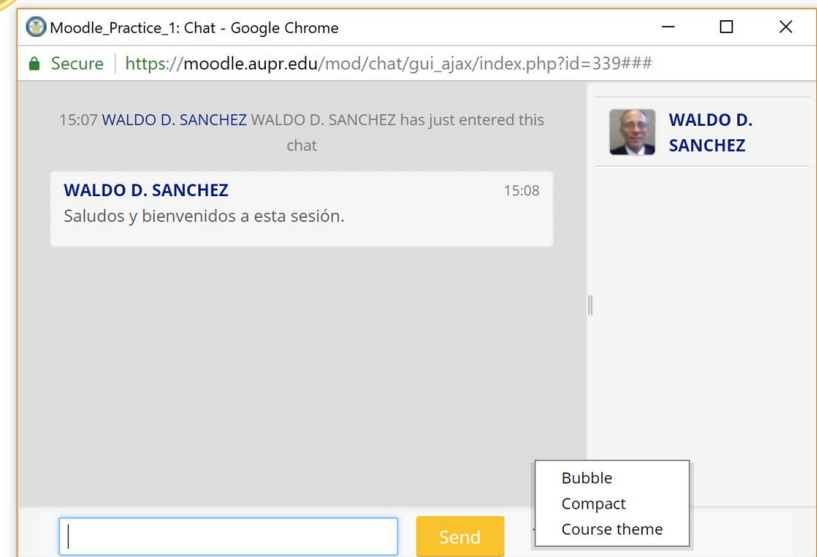 Moodle_Practice_1: Chat - Google Chrome
Secure | https://moodle.aupr.edu/mod/chat/gui_ajax/index.php?id=339###
15:07 WALDO D. SANCHEZ WALDO D. SANCHEZ has just entered this
chat
WALDO D. SANCHEZ 15:08
Saludos y bienvenidos a esta sesión.
WALDO D.
SANCHEZ
Bubble
Compact
Course theme
Send